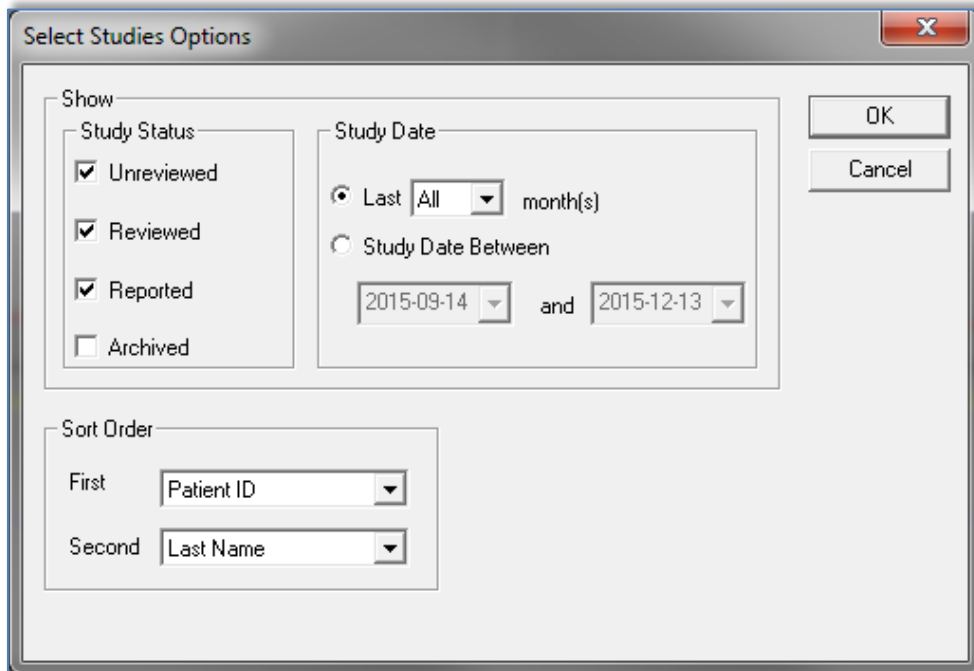 Select Studies Options
Show
Study Status
Unreviewed
Reviewed
Reported
Archived
Study Date
Last All month(s)
Study Date Between
2015-09-14 and 2015-12-13
OK
Cancel
Sort Order
First Patient ID
Second Last Name